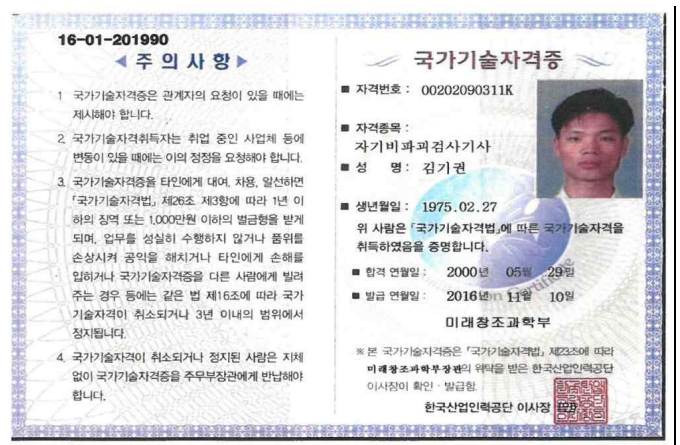 16-01-201990
◀ 주 의 사 항 ▶
1 국가기술자격증은 관계자의 요청이 있을 때에는
제시해야 합니다.
2. 국가기술자격취득자는 취업 중인 사업체 등에
변동이 있을 때에는 이의 정정을 요청해야 합니다.
3. 국가기술자격증을 타인에게 대여, 차용, 알선하면
「국가기술자격법」 제26조 제3항에 따라 1년 이
하의 징역 또는 1,000만원 이하의 벌금형을 받게
되며, 업무를 성실히 수행하지 않거나 품위를
손상시켜 공익을 해치거나 타인에게 손해를
입히거나 국가기술자격증을 다른 사람에게 빌려
주는 경우 등에는 같은 법 제16조에 따라 국가
기술자격이 취소되거나 3년 이내의 범위에서
정지됩니다.
4. 국가기술자격이 취소되거나 정지된 사람은 지체
없이 국가기술자격증을 주무부장관에게 반납해야
합니다.
국가기술자격증
■ 자격번호 : 00202090311K
■ 자격종목 :
자기비파괴검사기사
■ 성 명 : 김기권
■ 생년월일 : 1975.02.27
위 사람은 「국가기술자격법」에 따른 국가기술자격을
취득하였음을 증명합니다.
■ 합격 연월일 : 2000년 05월 29일
■ 발급 연월일 : 2016년 11월 10일
미래창조과학부
※ 본 국가기술자격증은 「국가기술자격법」 제23조에 따라
미래창조과학부장관의 위탁을 받은 한국산업인력공단
이사장이 확인·발급함.
한국산업인력공단 이사장